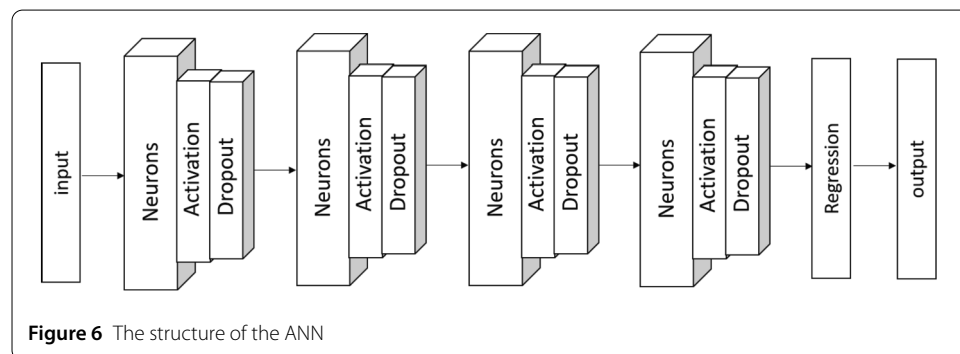 input
Neurons
Activation
Dropout
Neurons
Activation
Dropout
Neurons
Activation
Dropout
Neurons
Activation
Dropout
Regression
output
Figure 6 The structure of the ANN